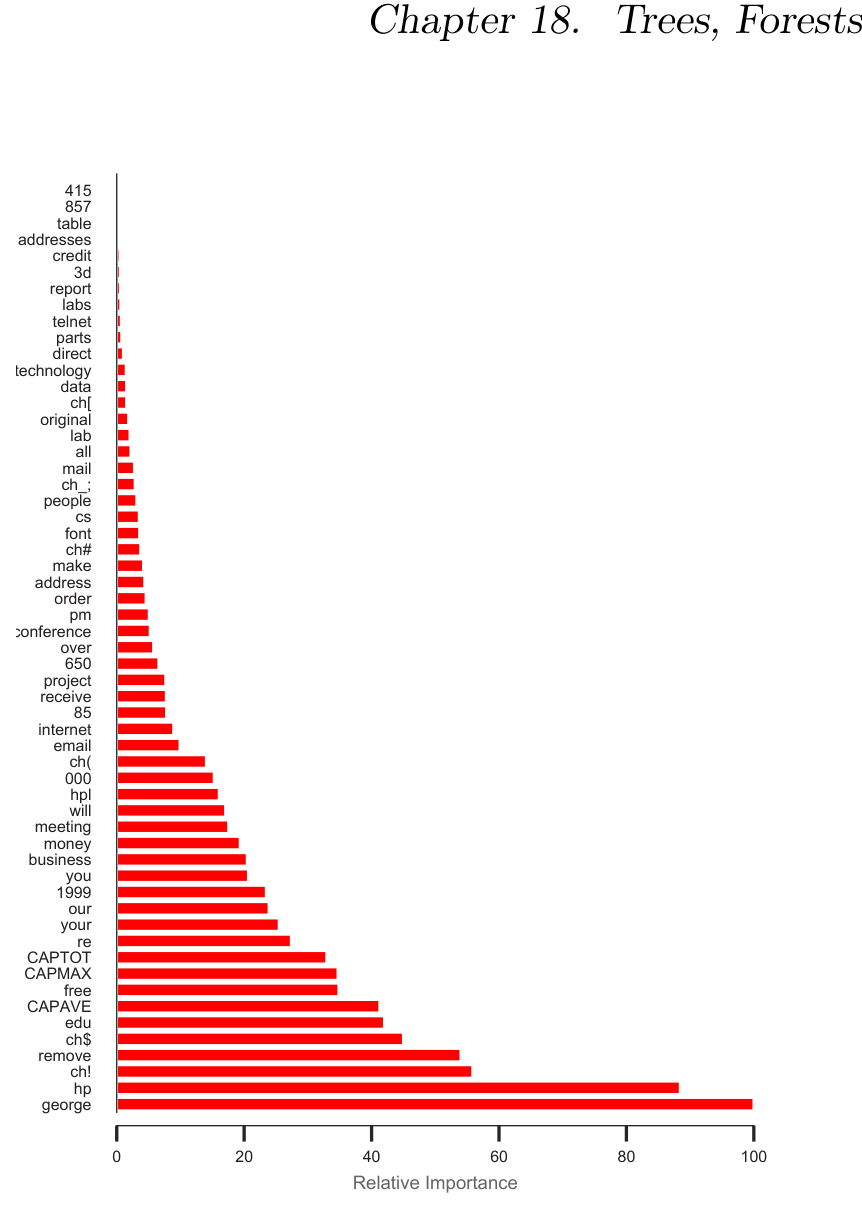 Chapter 18. Trees, Forests
415
857
table
addresses
credit
3d
report
labs
telnet
parts
direct
technology
data
ch[
original
lab
all
mail
ch_;
people
cs
font
ch#
make
address
order
pm
conference
over
650
project
receive
85
internet
email
ch(
000
hpl
will
meeting
money
business
you
1999
our
your
re
CAPTOT
CAPMAX
free
CAPAVE
edu
ch$
remove
ch!
hp
george
0 20 40 60 80 100
Relative Importance